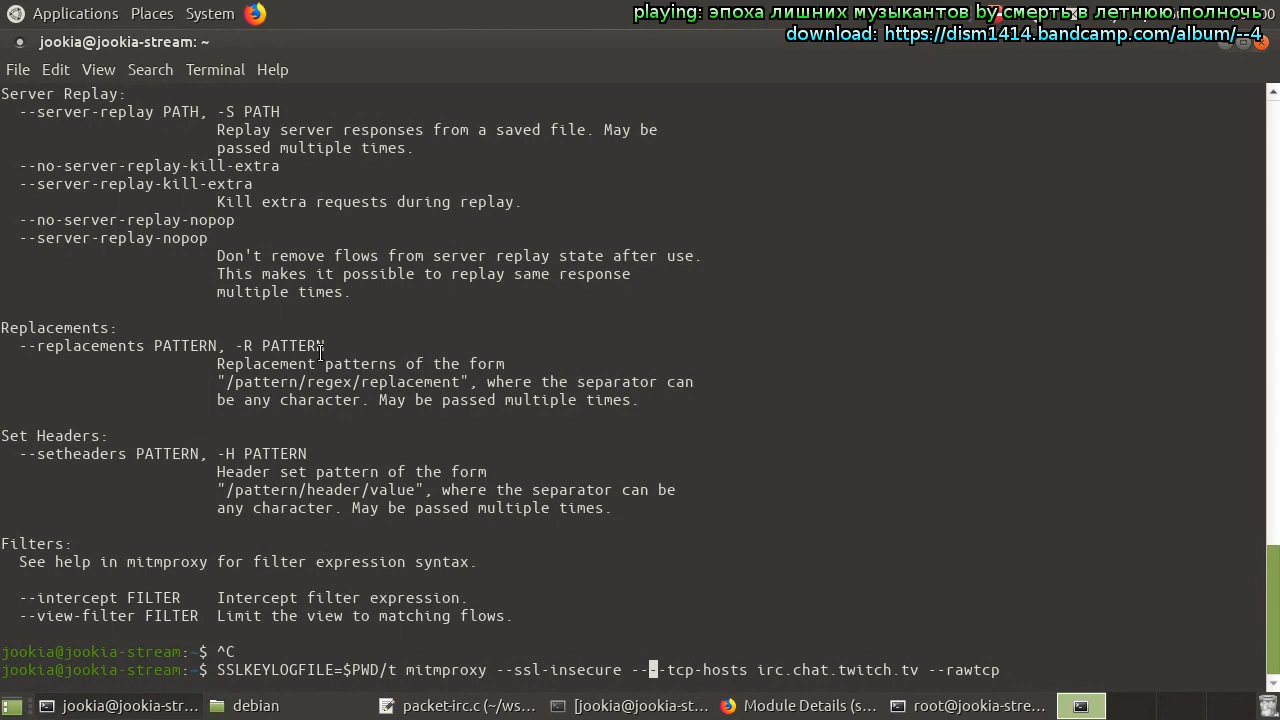 Applications Places System
playing: эпоха лишних музыкантов by смерть в летнюю полночь
download: https://dism1414.bandcamp.com/album/--4
jookia@jookia-stream: ~
File Edit View Search Terminal Help
Server Replay:
--server-replay PATH, -S PATH
Replay server responses from a saved file. May be
passed multiple times.
--no-server-replay-kill-extra
--server-replay-kill-extra
Kill extra requests during replay.
--no-server-replay-nopop
--server-replay-nopop
Don't remove flows from server replay state after use.
This makes it possible to replay same response
multiple times.
Replacements:
--replacements PATTERN, -R PATTERN
Replacement patterns of the form
"/pattern/regex/replacement", where the separator can
be any character. May be passed multiple times.
Set Headers:
--setheaders PATTERN, -H PATTERN
Header set pattern of the form
"/pattern/header/value", where the separator can be
any character. May be passed multiple times.
Filters:
See help in mitmproxy for filter expression syntax.
--intercept FILTER Intercept filter expression.
--view-filter FILTER Limit the view to matching flows.
jookia@jookia-stream:~$ ^C
jookia@jookia-stream:~$ SSLKEYLOGFILE=$PWD/t mitmproxy --ssl-insecure ----tcp-hosts irc.chat.twitch.tv --rawtcp
jookia@jookia-stra... debian packet-irc.c (~/ws... [jookia@jookia-str... Module Details (s... root@jookia-stre...